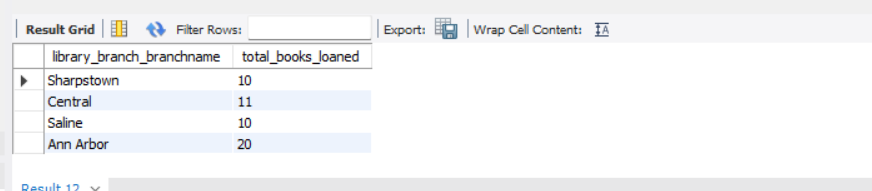 Result Grid Filter Rows: Export: Wrap Cell Content: IA
library_branch_branchname total_books_loaned
Sharpstown 10
Central 11
Saline 10
Ann Arbor 20
Result 12